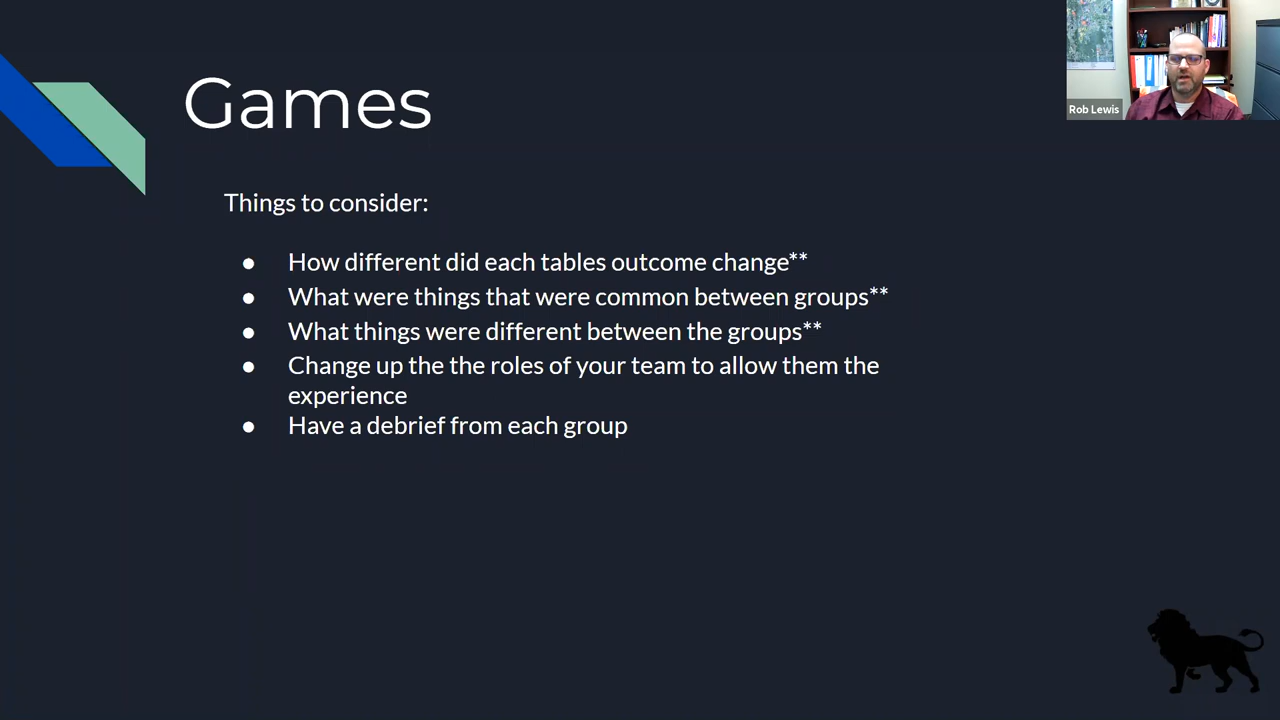 Games
Rob Lewis
Things to consider:
● How different did each tables outcome change**
● What were things that were common between groups**
● What things were different between the groups**
● Change up the the roles of your team to allow them the
experience
● Have a debrief from each group